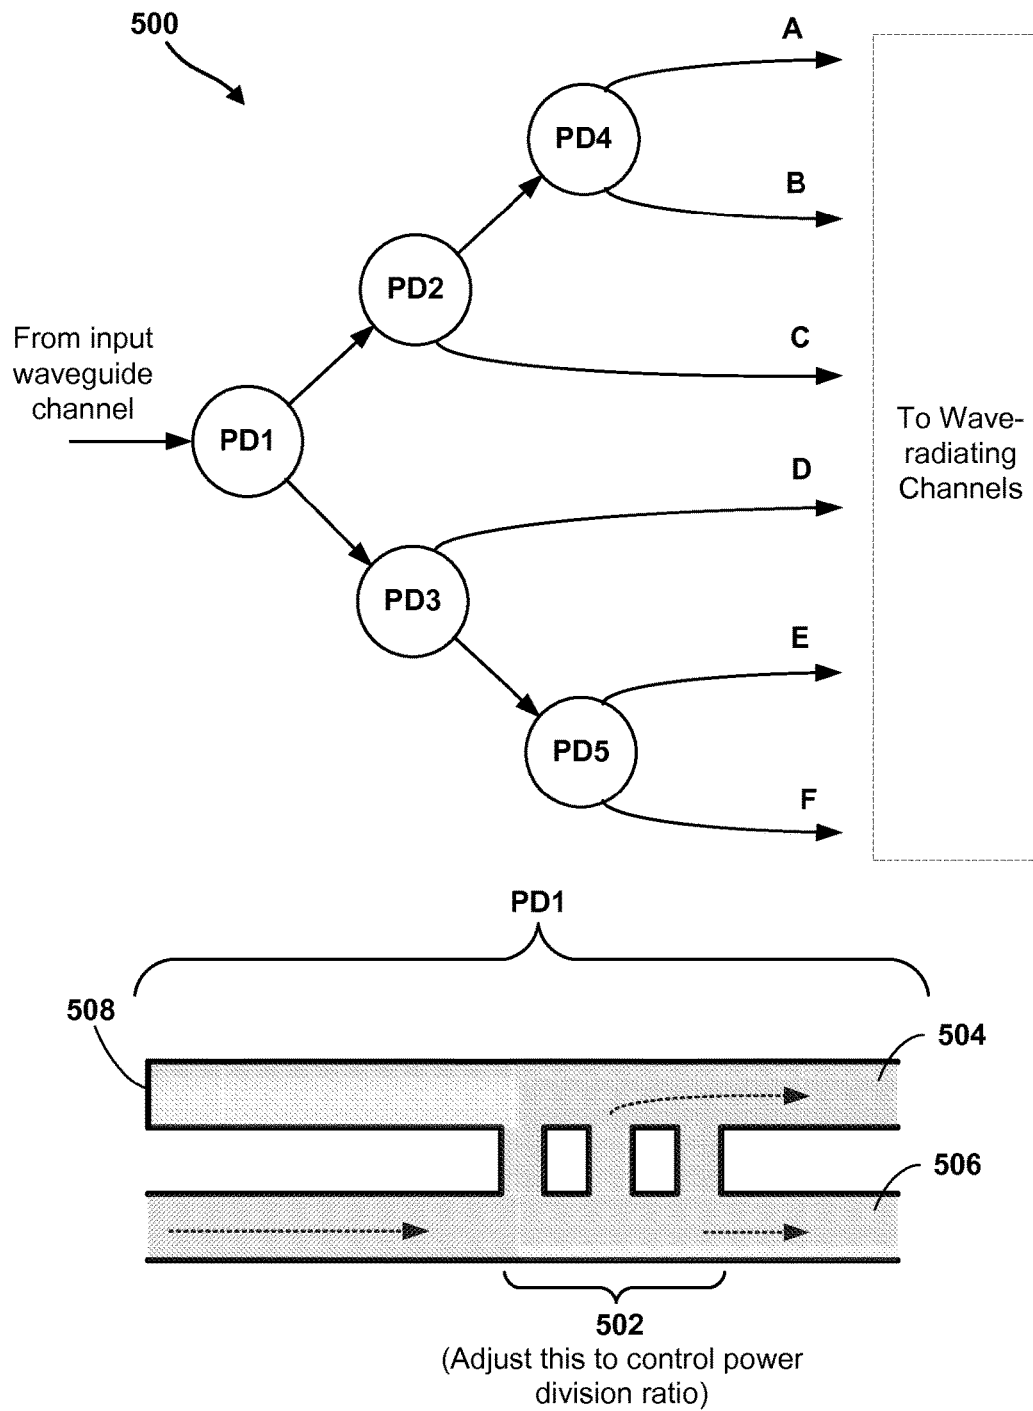 500
A
PD4
B
PD2
C
From input
waveguide
channel
PD1
D
To Wave-
radiating
Channels
PD3
E
PD5
F
PD1
508
504
506
502
(Adjust this to control power
division ratio)